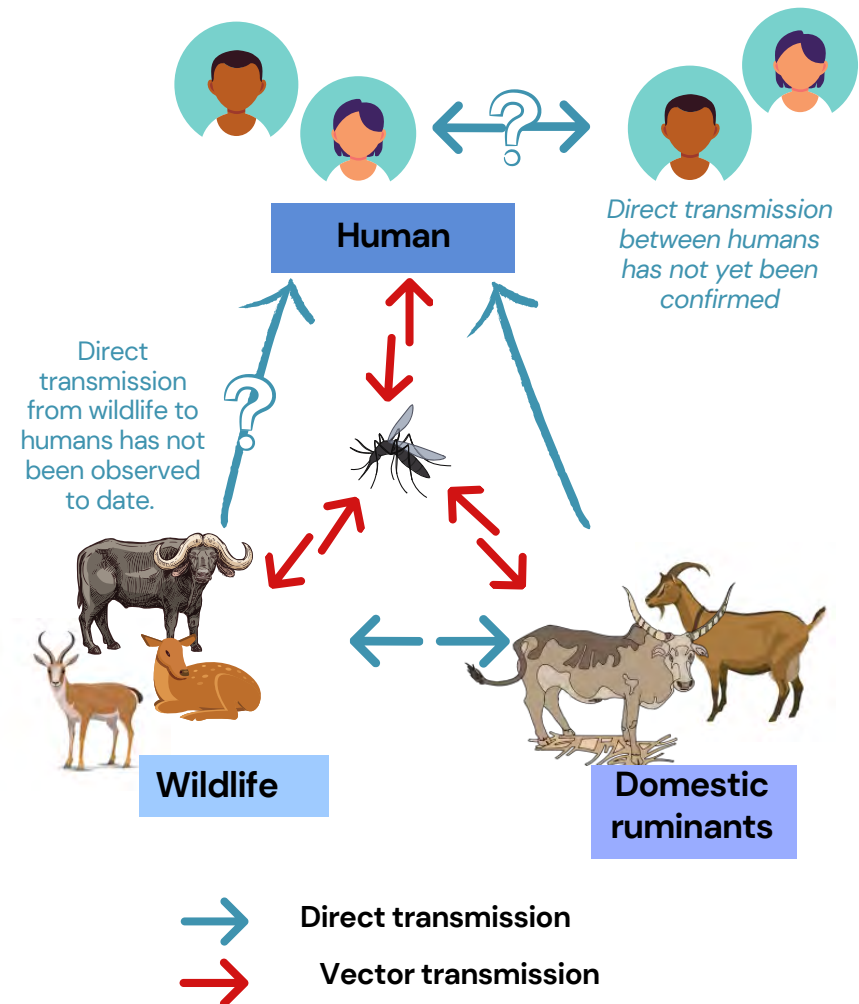 ?
Direct transmission
between humans
has not yet been
confirmed
Human
Direct
transmission
from wildlife to
humans has not
been observed
to date.
?
Wildlife
Domestic
ruminants
Direct transmission
Vector transmission